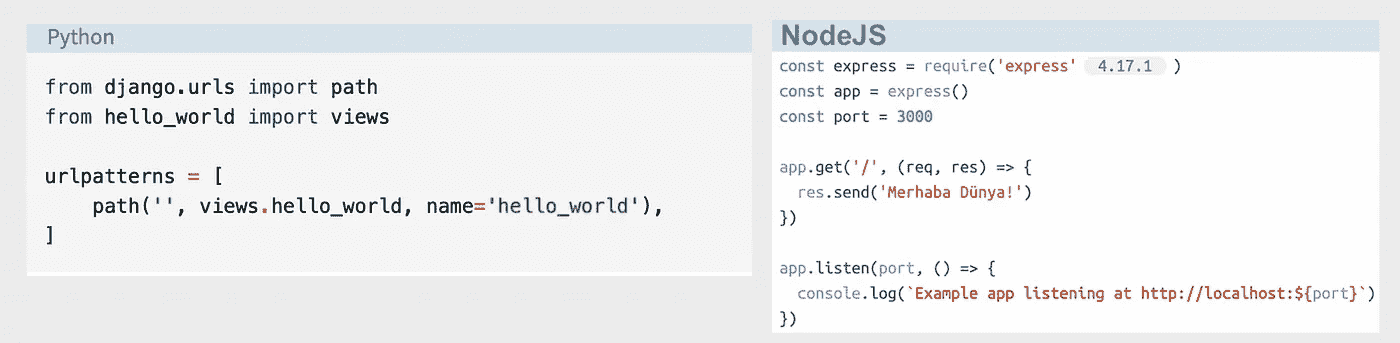 Python
from django.urls import path
from hello_world import views
urlpatterns = [
    path('', views.hello_world, name='hello_world'),
]
NodeJS
const express = require('express' 4.17.1 )
const app = express()
const port = 3000
app.get('/', (req, res) => {
  res.send('Merhaba Dünya!')
})
app.listen(port, () => {
  console.log(`Example app listening at http://localhost:${port}`)
})